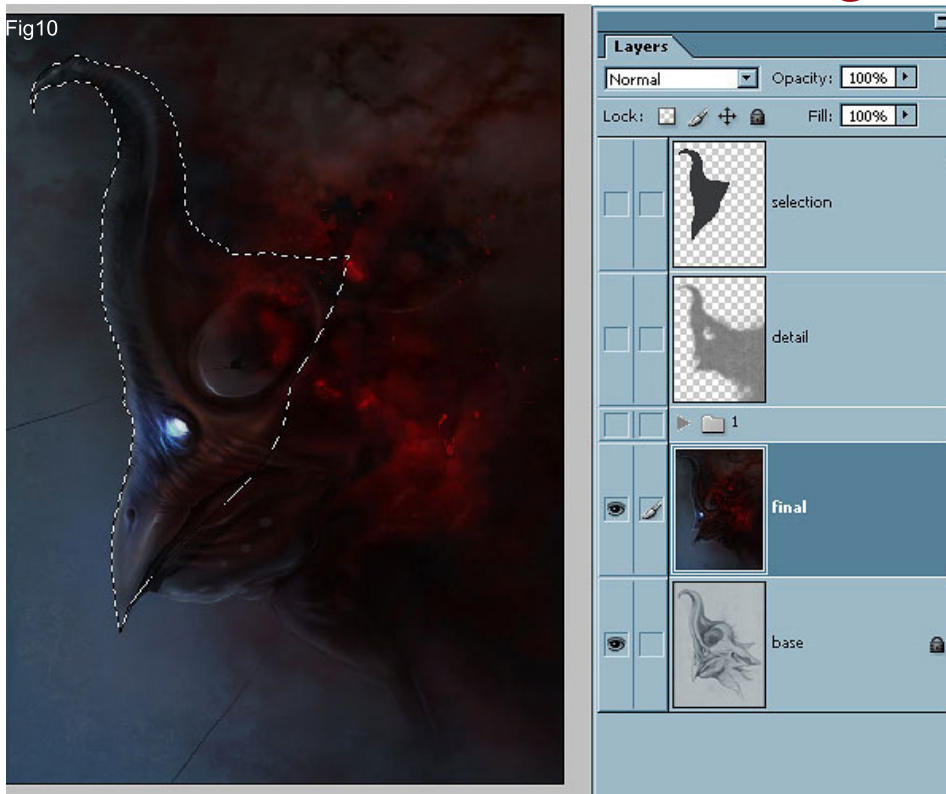 Fig10
Layers
Normal Opacity: 100%
Lock: Fill: 100%
selection
detail
1
final
base